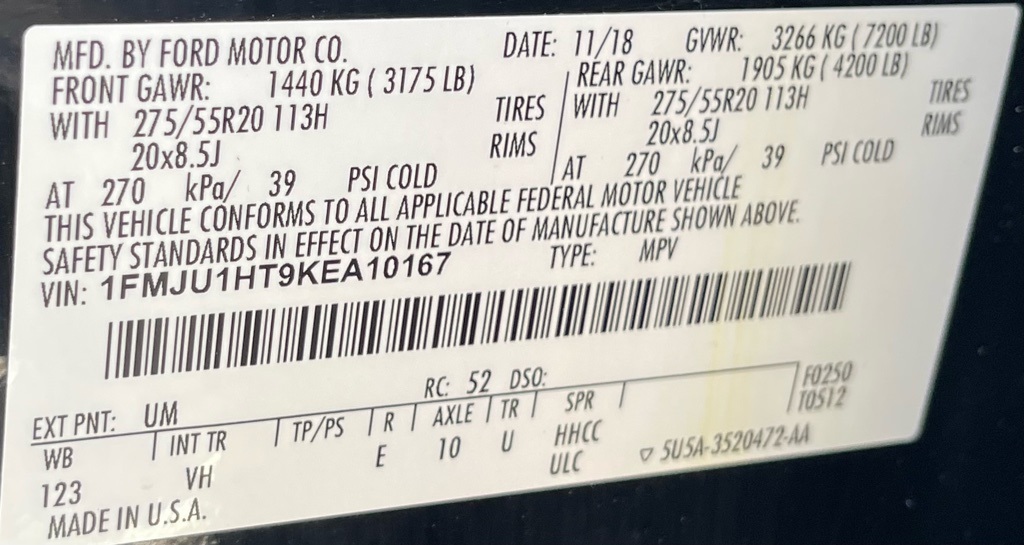 MFD. BY FORD MOTOR CO. DATE: 11/18 GVWR: 3266 KG ( 7200 LB)
FRONT GAWR: 1440 KG ( 3175 LB) REAR GAWR: 1905 KG ( 4200 LB)
WITH 275/55R20 113H TIRES WITH 275/55R20 113H TIRES
20x8.5J RIMS 20x8.5J RIMS
AT 270 kPa/ 39 PSI COLD AT 270 kPa/ 39 PSI COLD
THIS VEHICLE CONFORMS TO ALL APPLICABLE FEDERAL MOTOR VEHICLE
SAFETY STANDARDS IN EFFECT ON THE DATE OF MANUFACTURE SHOWN ABOVE.
VIN: 1FMJU1HT9KEA10167 TYPE: MPV
EXT PNT: UM RC: 52 DSO: F0250
WB INT TR TP/PS R AXLE TR SPR T0512
123 VH E 10 U HHCC
ULC ▽ 5U5A-3520472-AA
MADE IN U.S.A.